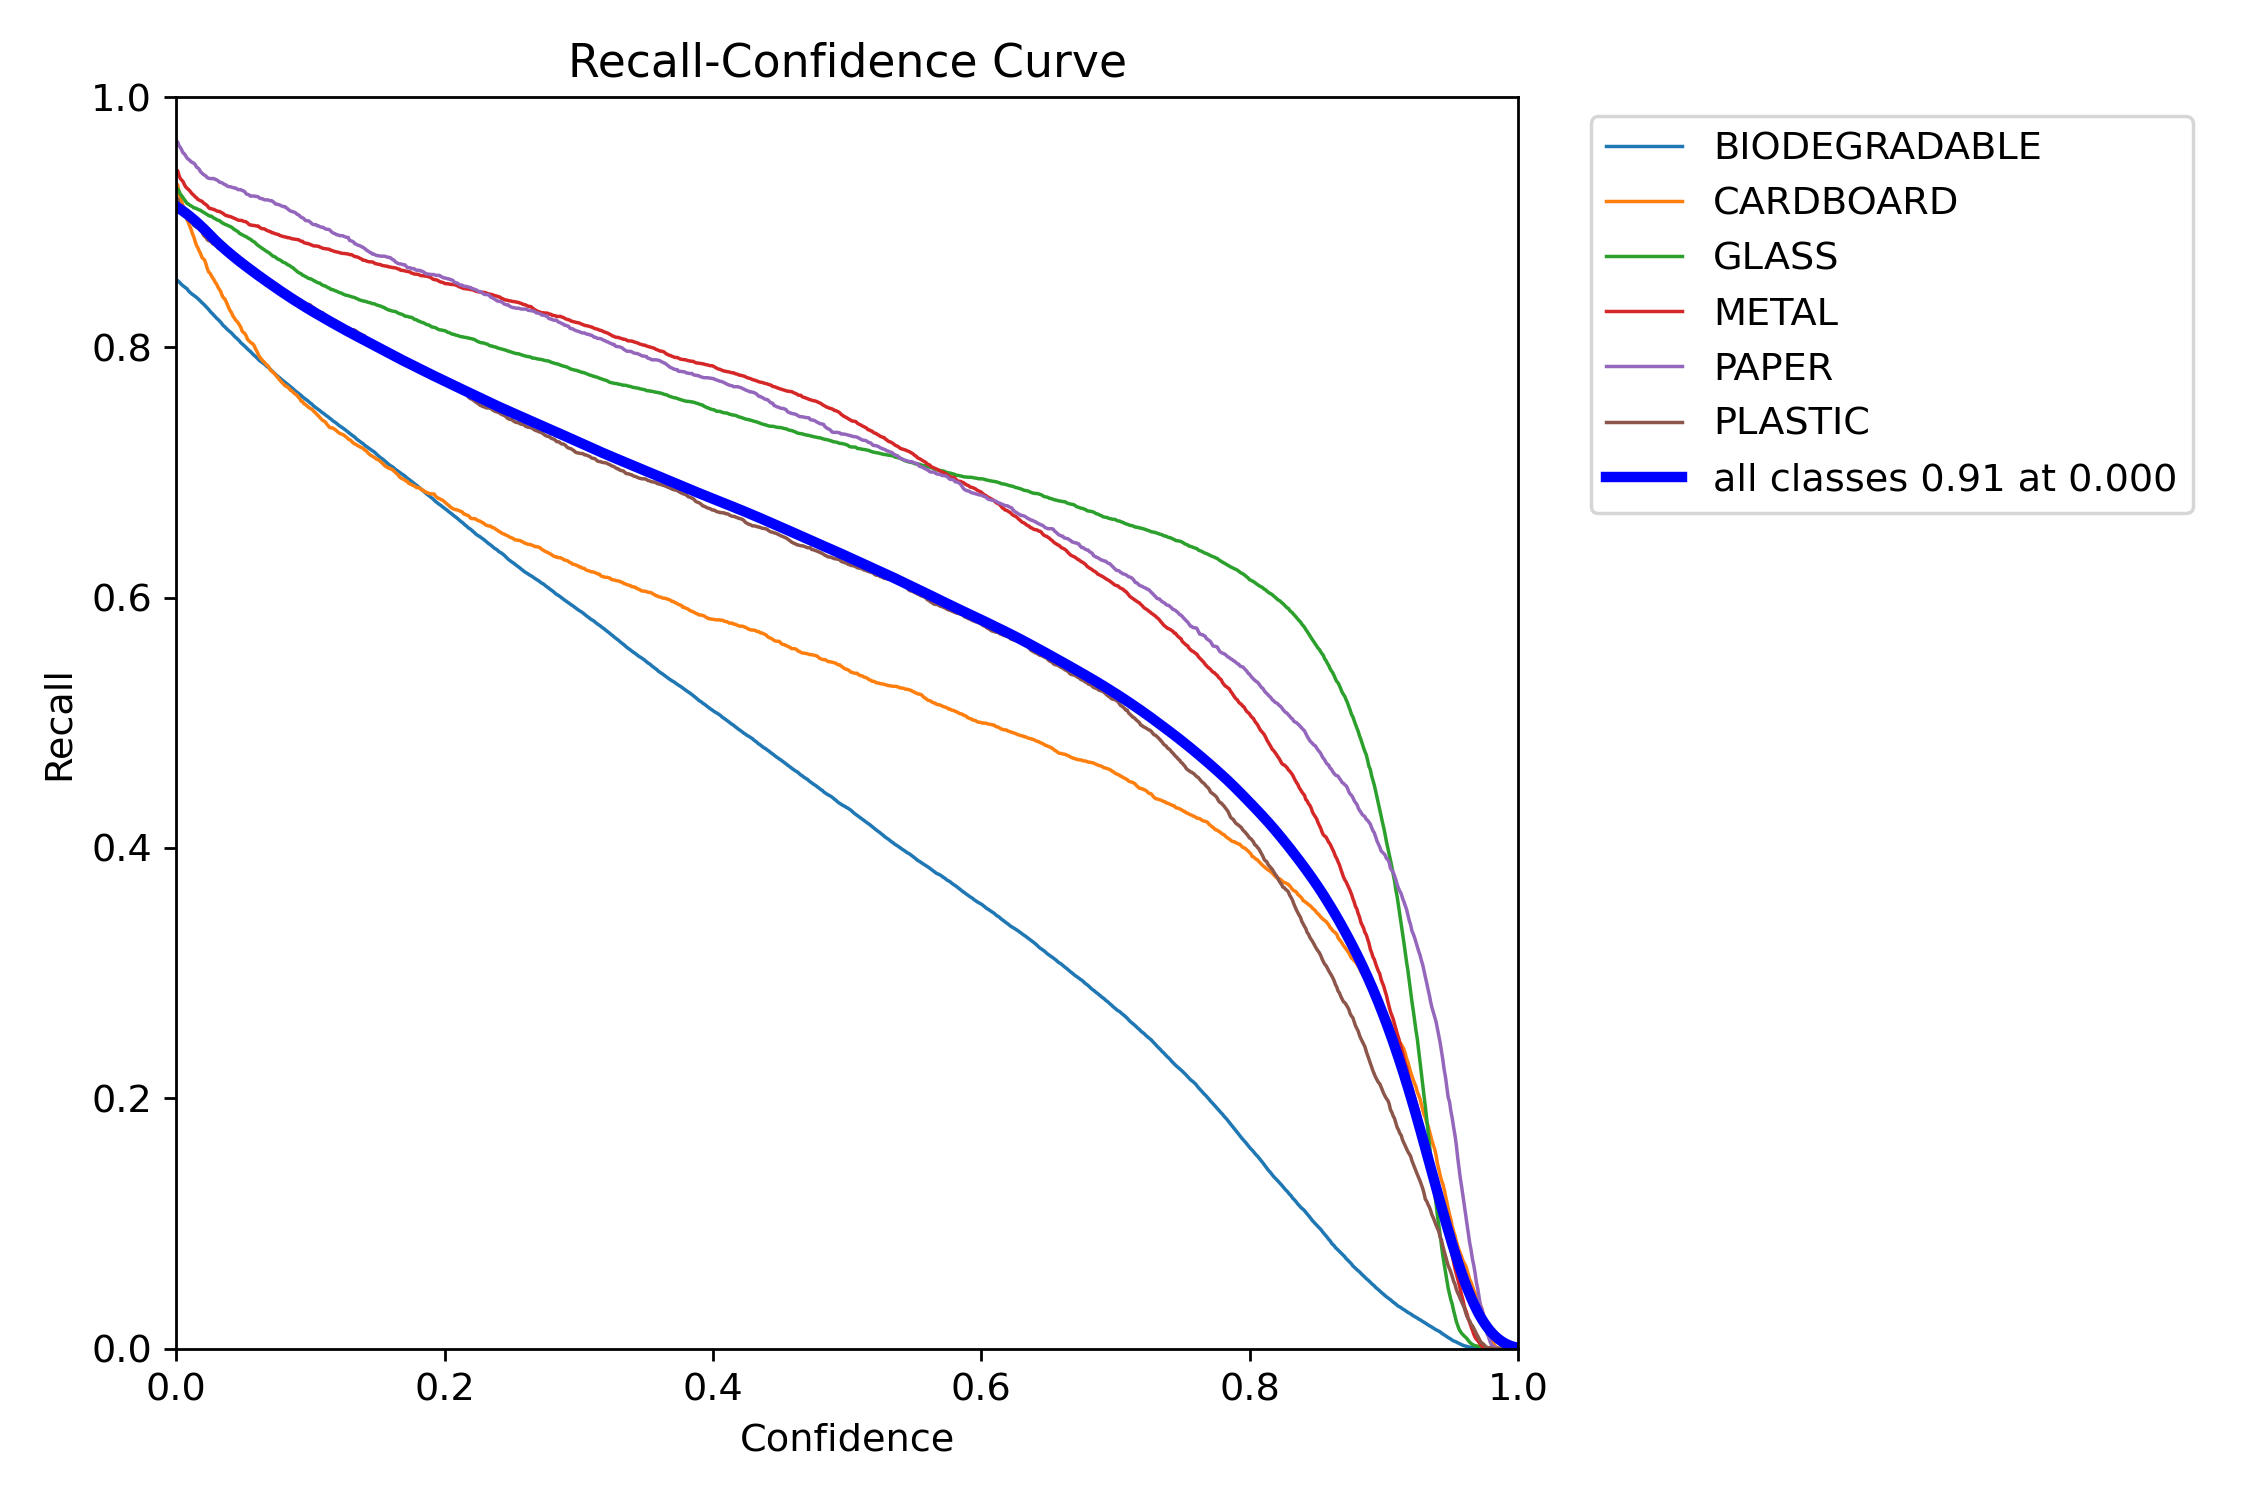 Recall-Confidence Curve
1.0
0.8
0.6
0.4
0.2
0.0
Recall
0.0 0.2 0.4 0.6 0.8 1.0
Confidence
BIODEGRADABLE
CARDBOARD
GLASS
METAL
PAPER
PLASTIC
all classes 0.91 at 0.000